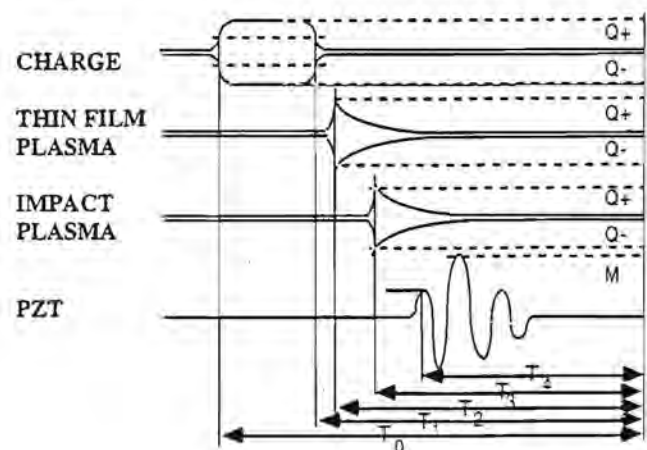 Q+
CHARGE
Q-
THIN FILM
PLASMA
Q+
Q-
IMPACT
PLASMA
Q+
Q-
M
PZT
T4
T3
T2
T1
T0